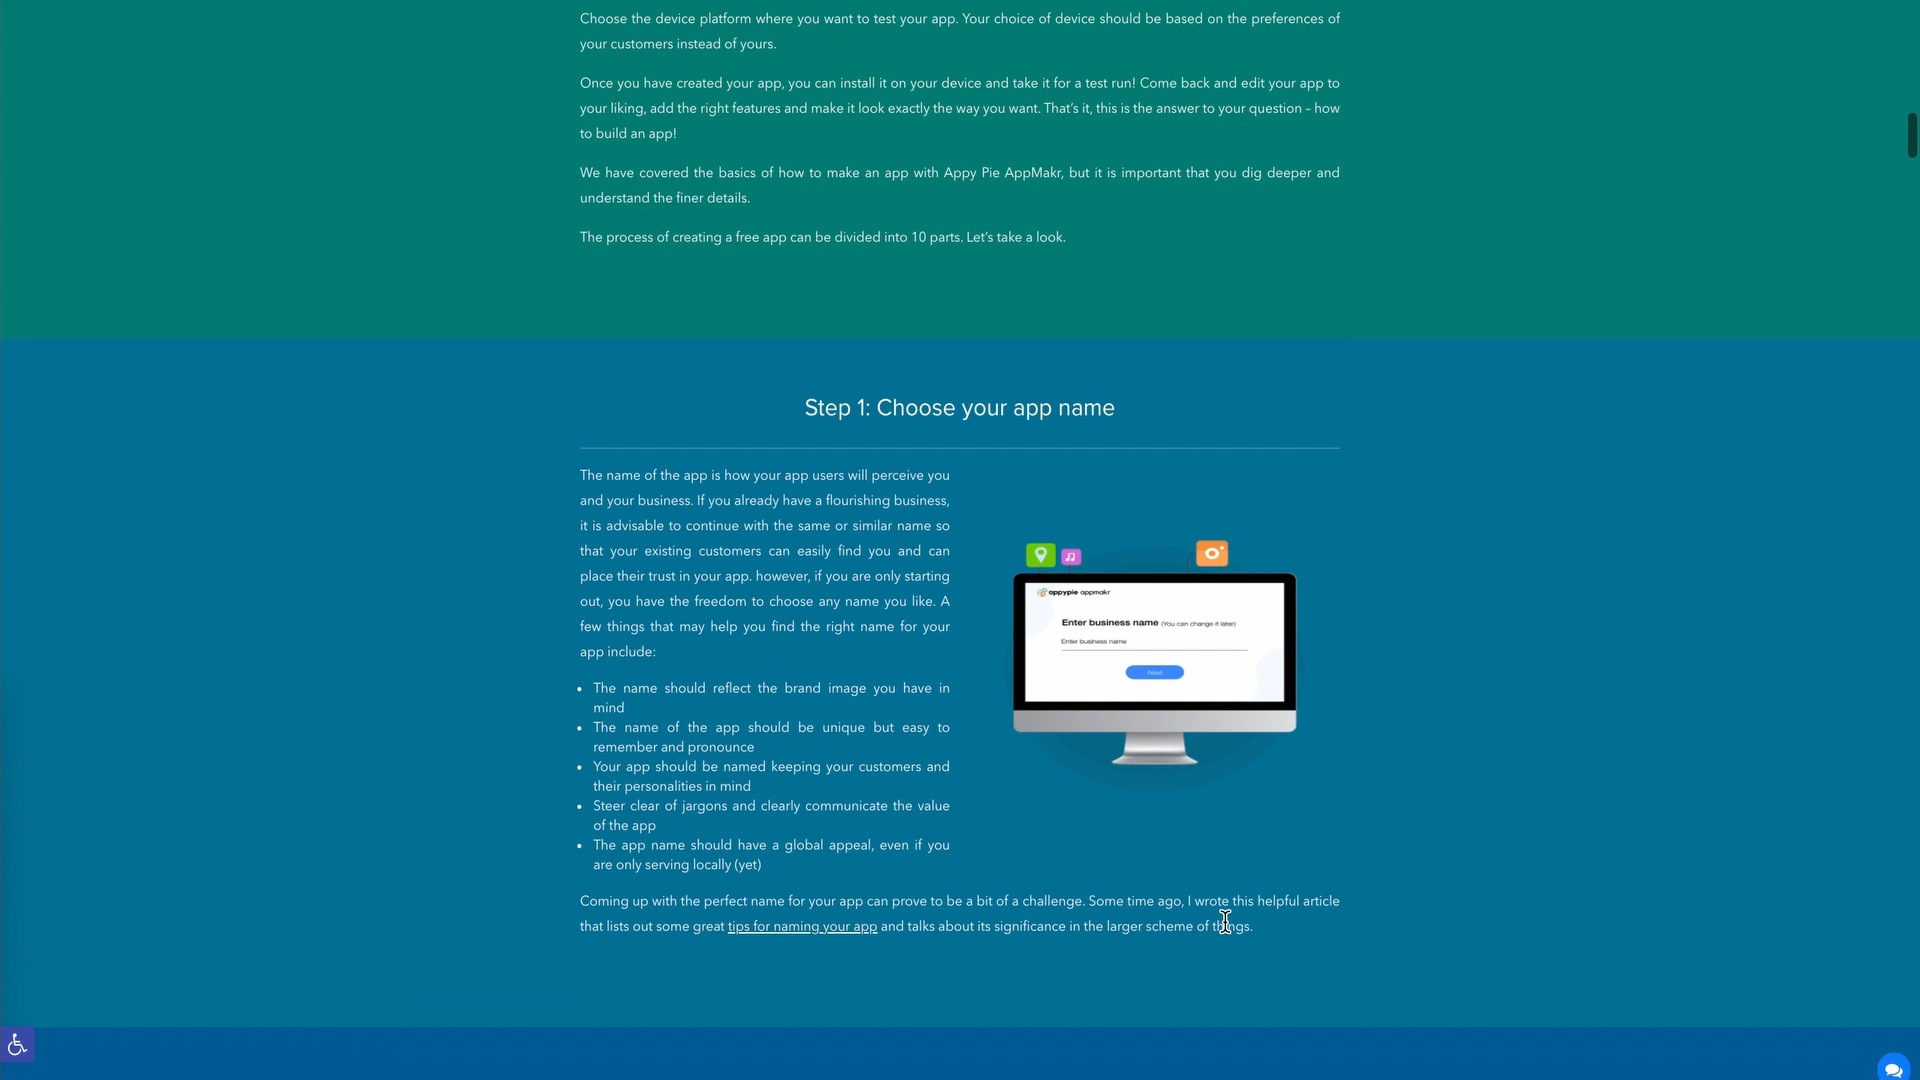 Choose the device platform where you want to test your app. Your choice of device should be based on the preferences of
your customers instead of yours.
Once you have created your app, you can install it on your device and take it for a test run! Come back and edit your app to
your liking, add the right features and make it look exactly the way you want. That’s it, this is the answer to your question – how
to build an app!
We have covered the basics of how to make an app with Appy Pie AppMakr, but it is important that you dig deeper and
understand the finer details.
The process of creating a free app can be divided into 10 parts. Let’s take a look.
Step 1: Choose your app name
The name of the app is how your app users will perceive you
and your business. If you already have a flourishing business,
it is advisable to continue with the same or similar name so
that your existing customers can easily find you and can
place their trust in your app. however, if you are only starting
out, you have the freedom to choose any name you like. A
few things that may help you find the right name for your
app include:
• The name should reflect the brand image you have in
mind
• The name of the app should be unique but easy to
remember and pronounce
• Your app should be named keeping your customers and
their personalities in mind
• Steer clear of jargons and clearly communicate the value
of the app
• The app name should have a global appeal, even if you
are only serving locally (yet)
appypie appmakr
Enter business name (You can change it later)
Enter business name
Next
Coming up with the perfect name for your app can prove to be a bit of a challenge. Some time ago, I wrote this helpful article
that lists out some great tips for naming your app and talks about its significance in the larger scheme of things.